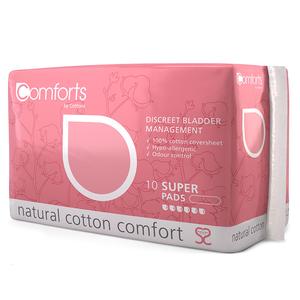 Comforts
by Cottons
DISCREET BLADDER
MANAGEMENT
✓ 100% cotton coversheet
✓ Hypo-allergenic
✓ Odour control
10 SUPER
PADS
natural cotton comfort
natural cotton